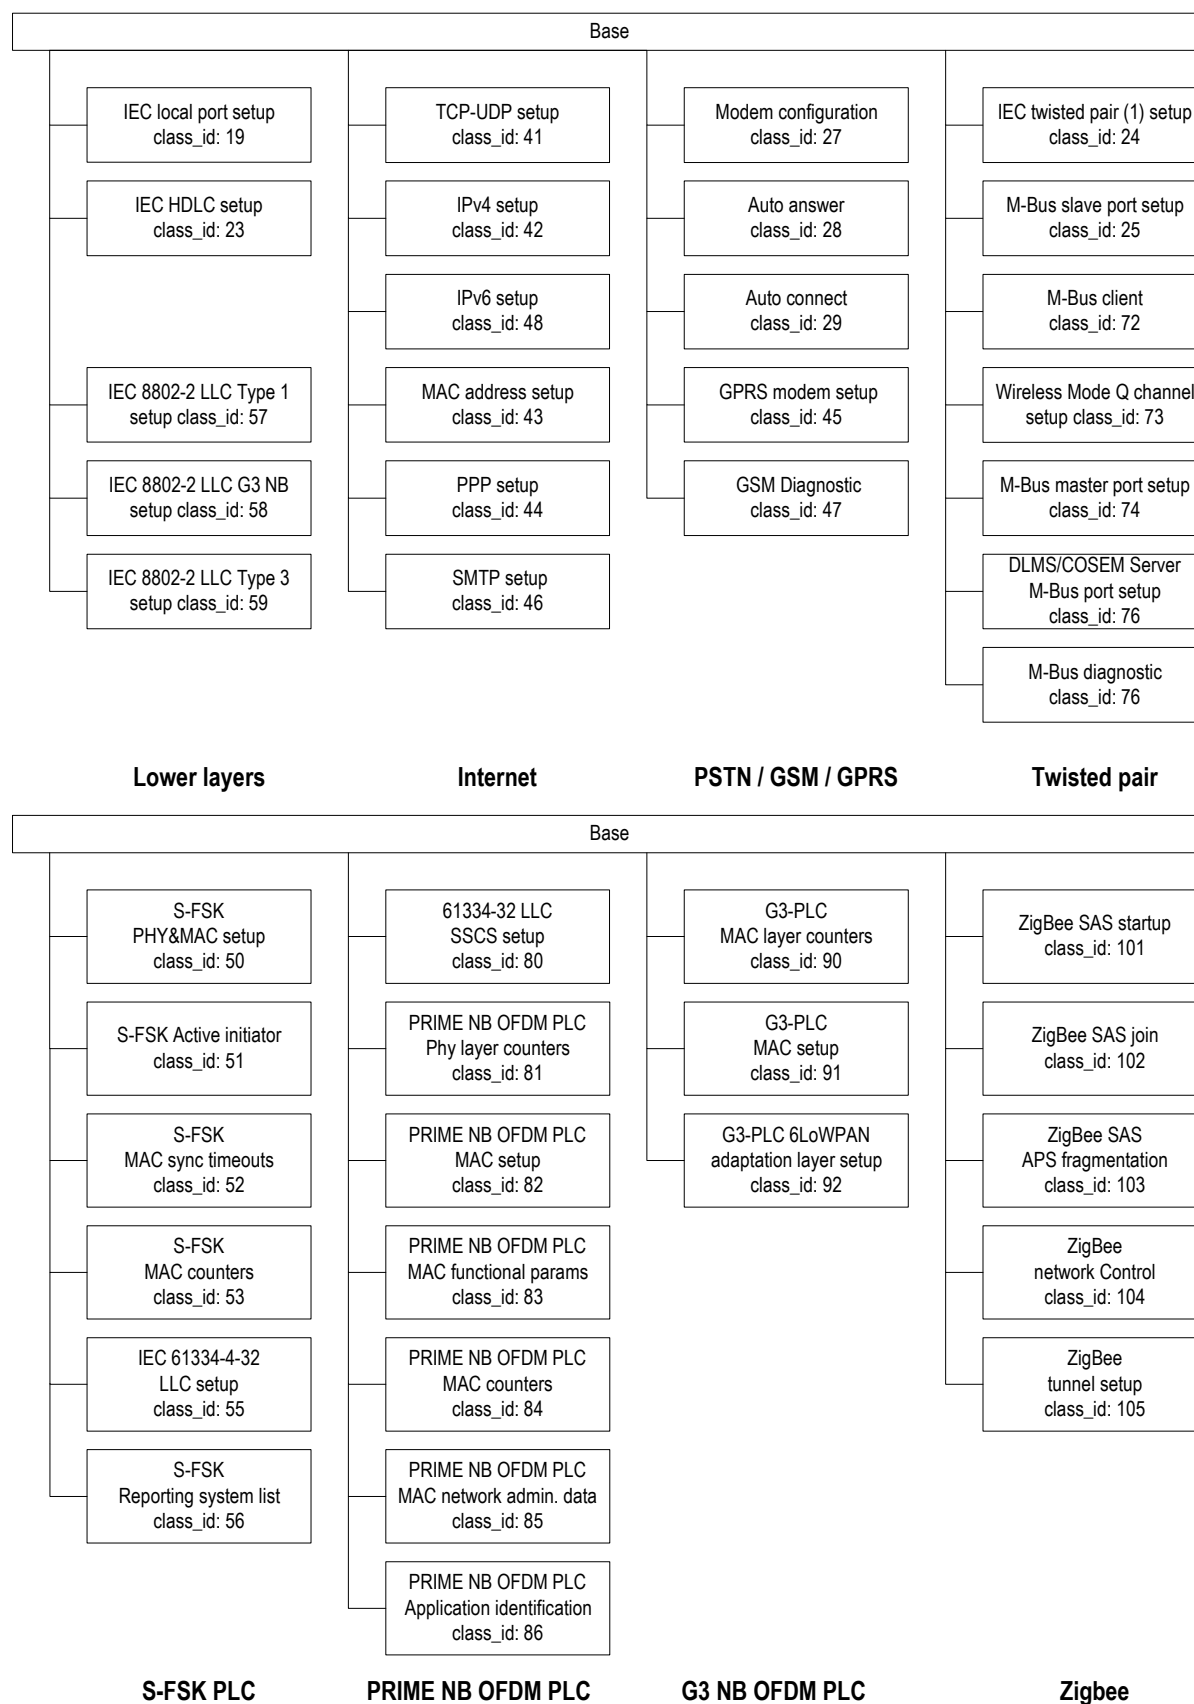 Base
IEC local port setup
class_id: 19
IEC HDLC setup
class_id: 23
IEC 8802-2 LLC Type 1
setup class_id: 57
IEC 8802-2 LLC G3 NB
setup class_id: 58
IEC 8802-2 LLC Type 3
setup class_id: 59
Lower layers
TCP-UDP setup
class_id: 41
IPv4 setup
class_id: 42
IPv6 setup
class_id: 48
MAC address setup
class_id: 43
PPP setup
class_id: 44
SMTP setup
class_id: 46
Internet
Modem configuration
class_id: 27
Auto answer
class_id: 28
Auto connect
class_id: 29
GPRS modem setup
class_id: 45
GSM Diagnostic
class_id: 47
PSTN / GSM / GPRS
IEC twisted pair (1) setup
class_id: 24
M-Bus slave port setup
class_id: 25
M-Bus client
class_id: 72
Wireless Mode Q channel
setup class_id: 73
M-Bus master port setup
class_id: 74
DLMS/COSEM Server
M-Bus port setup
class_id: 76
M-Bus diagnostic
class_id: 76
Twisted pair
Base
S-FSK
PHY&MAC setup
class_id: 50
S-FSK Active initiator
class_id: 51
S-FSK
MAC sync timeouts
class_id: 52
S-FSK
MAC counters
class_id: 53
IEC 61334-4-32
LLC setup
class_id: 55
S-FSK
Reporting system list
class_id: 56
S-FSK PLC
61334-32 LLC
SSCS setup
class_id: 80
PRIME NB OFDM PLC
Phy layer counters
class_id: 81
PRIME NB OFDM PLC
MAC setup
class_id: 82
PRIME NB OFDM PLC
MAC functional params
class_id: 83
PRIME NB OFDM PLC
MAC counters
class_id: 84
PRIME NB OFDM PLC
MAC network admin. data
class_id: 85
PRIME NB OFDM PLC
Application identification
class_id: 86
PRIME NB OFDM PLC
G3-PLC
MAC layer counters
class_id: 90
G3-PLC
MAC setup
class_id: 91
G3-PLC 6LoWPAN
adaptation layer setup
class_id: 92
G3 NB OFDM PLC
ZigBee SAS startup
class_id: 101
ZigBee SAS join
class_id: 102
ZigBee SAS
APS fragmentation
class_id: 103
ZigBee
network Control
class_id: 104
ZigBee
tunnel setup
class_id: 105
Zigbee